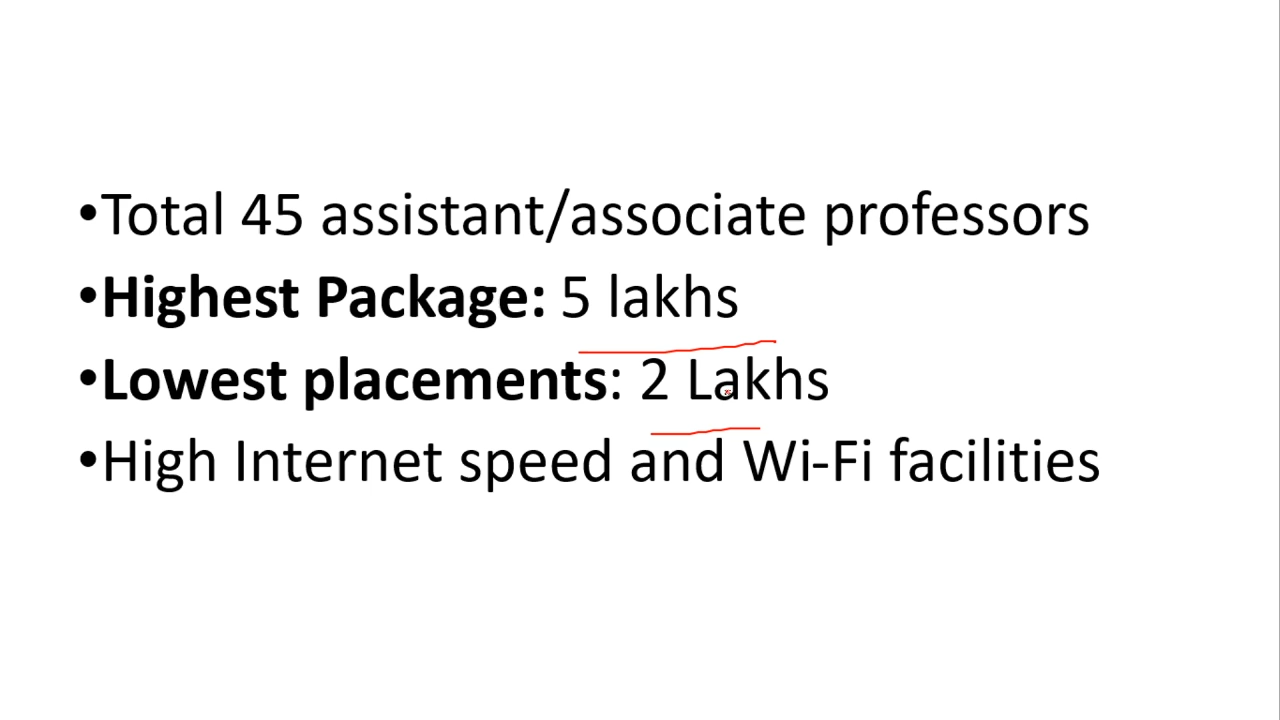 •Total 45 assistant/associate professors
•Highest Package: 5 lakhs
•Lowest placements: 2 Lakhs
•High Internet speed and Wi-Fi facilities